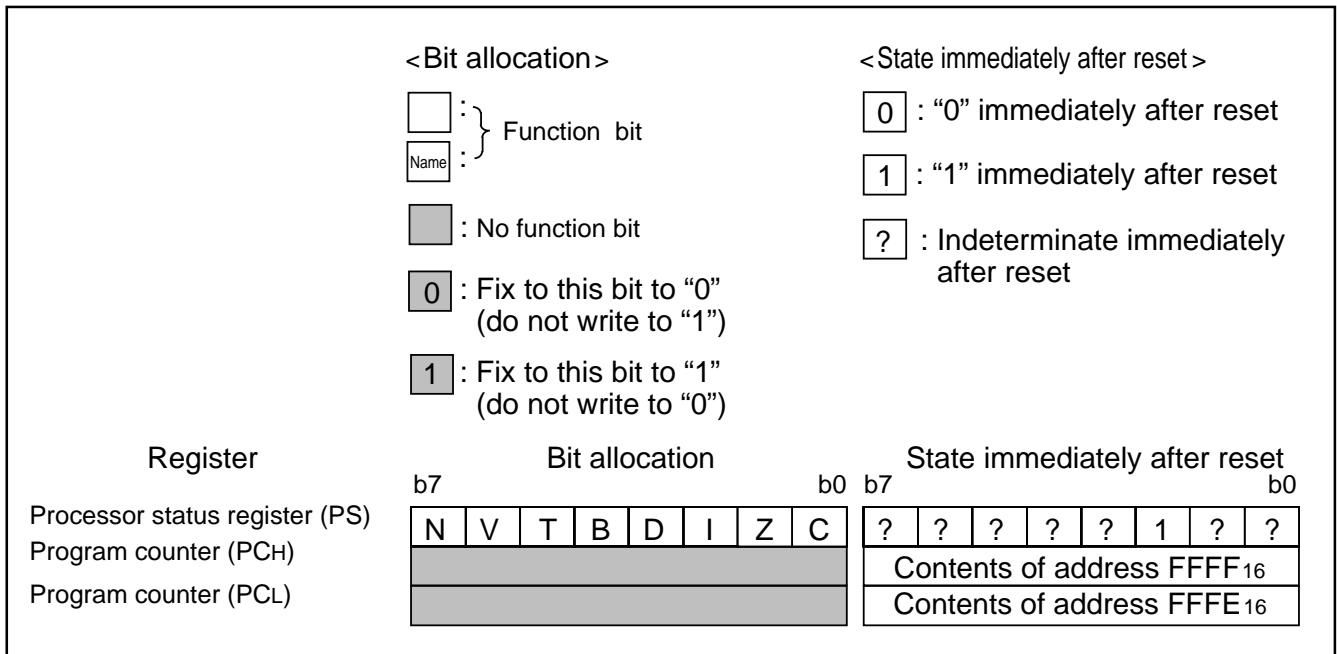 <Bit allocation>
<State immediately after reset>
:
Name :
Function bit
: No function bit
0 : Fix to this bit to “0”
(do not write to “1”)
1 : Fix to this bit to “1”
(do not write to “0”)
0 : “0” immediately after reset
1 : “1” immediately after reset
? : Indeterminate immediately
after reset
Register Bit allocation State immediately after reset
b7 b0 b7 b0
Processor status register (PS) N V T B D I Z C ? ? ? ? ? 1 ? ?
Program counter (PCH) Contents of address FFFF16
Program counter (PCL) Contents of address FFFE16